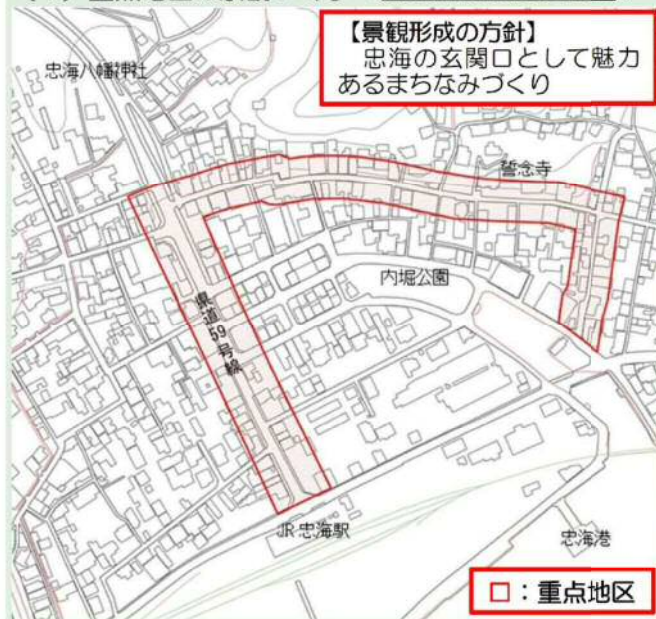 【景観形成の方針】
忠海の玄関口として魅力
あるまちなみづくり
忠海八幡神社
誓念寺
内堀公園
県道59号線
JR忠海駅
忠海港
□：重点地区